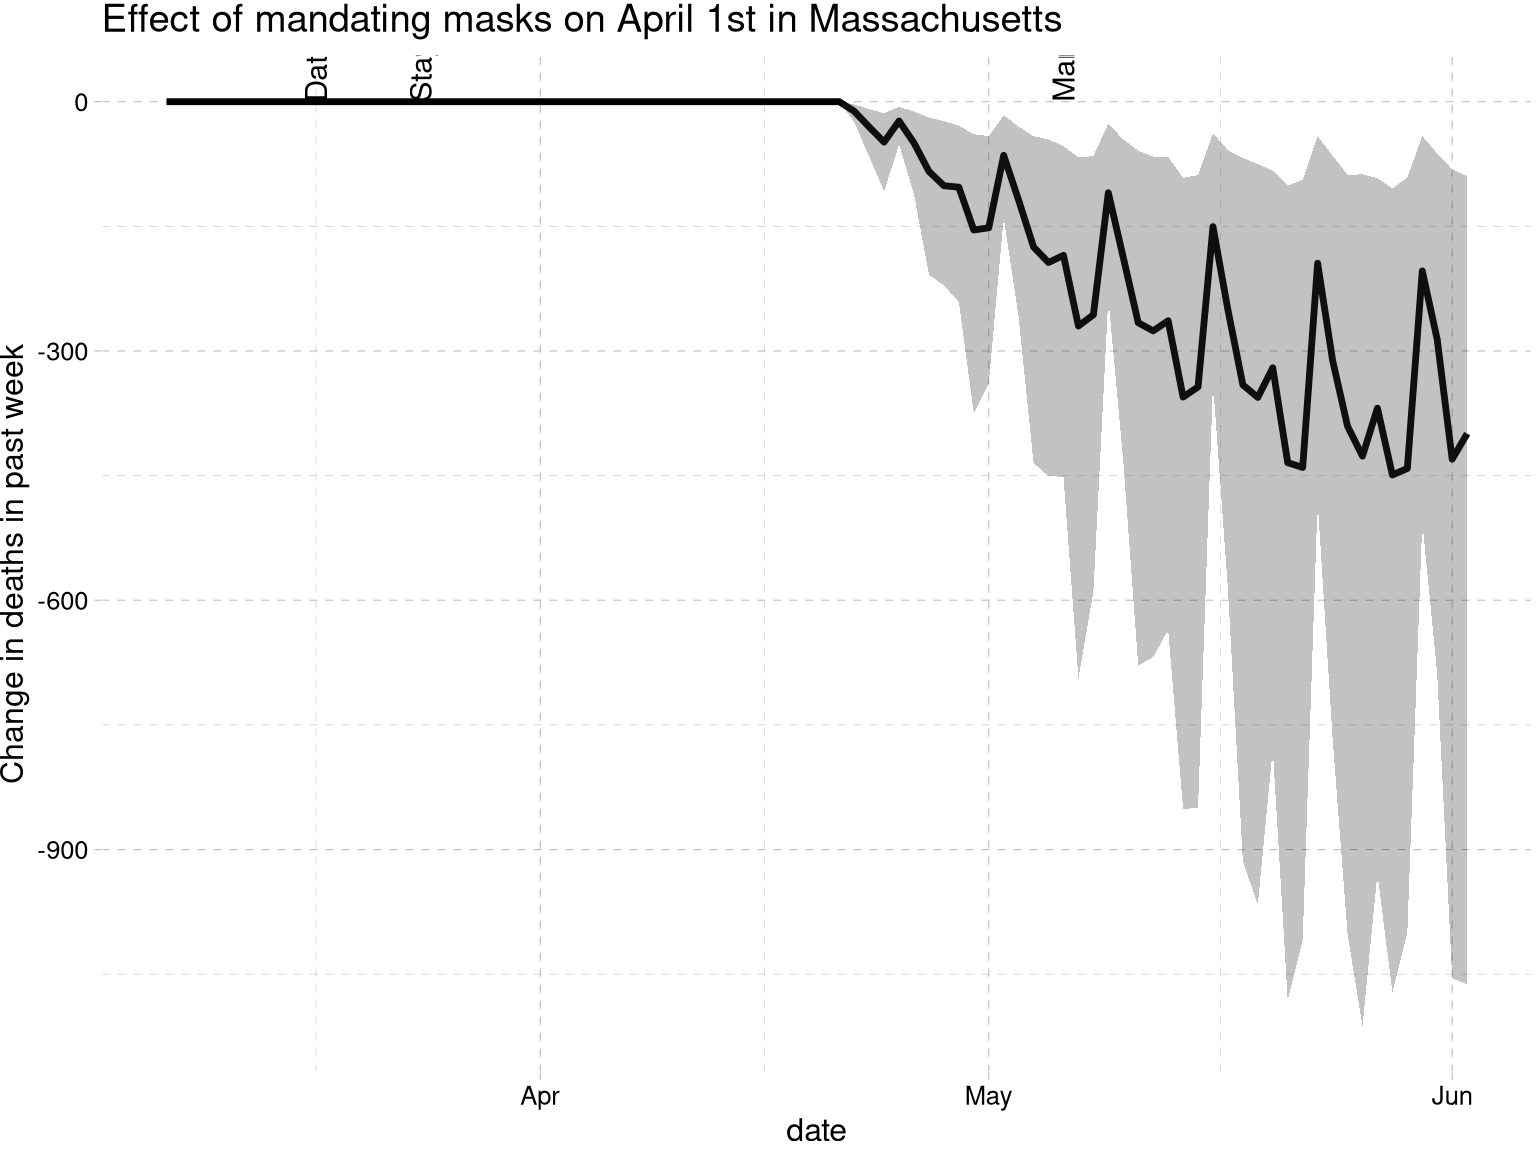 Effect of mandating masks on April 1st in Massachusetts
Dat
Sta
Ma
0
-300
-600
-900
Change in deaths in past week
Apr
May
Jun
date